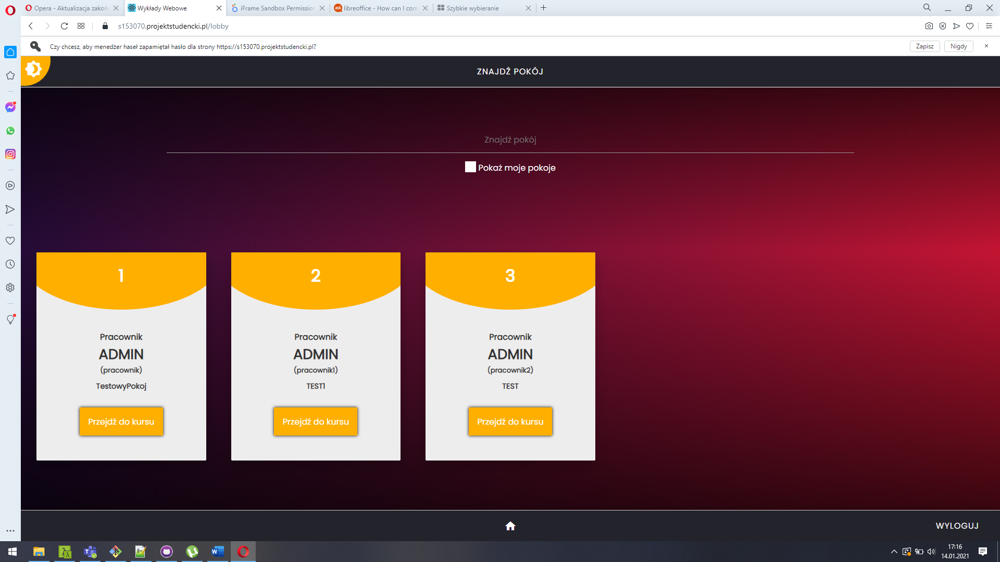 Opera - Aktualizacja zakoń
Wykłady Webowe
iFrame Sandbox Permission
libreoffice - How can I conv
Szybkie wybieranie
s153070.projektstudencki.pl/lobby
Czy chcesz, aby menedżer haseł zapamiętał hasło dla strony https://s153070.projektstudencki.pl?
Zapisz
Nigdy
ZNAJDŹ POKÓJ
Znajdź pokój
Pokaż moje pokoje
1
Pracownik
ADMIN
(pracownik)
TestowyPokoj
Przejdź do kursu
2
Pracownik
ADMIN
(pracownik1)
TEST1
Przejdź do kursu
3
Pracownik
ADMIN
(pracownik2)
TEST
Przejdź do kursu
WYLOGUJ
17:16
14.01.2021